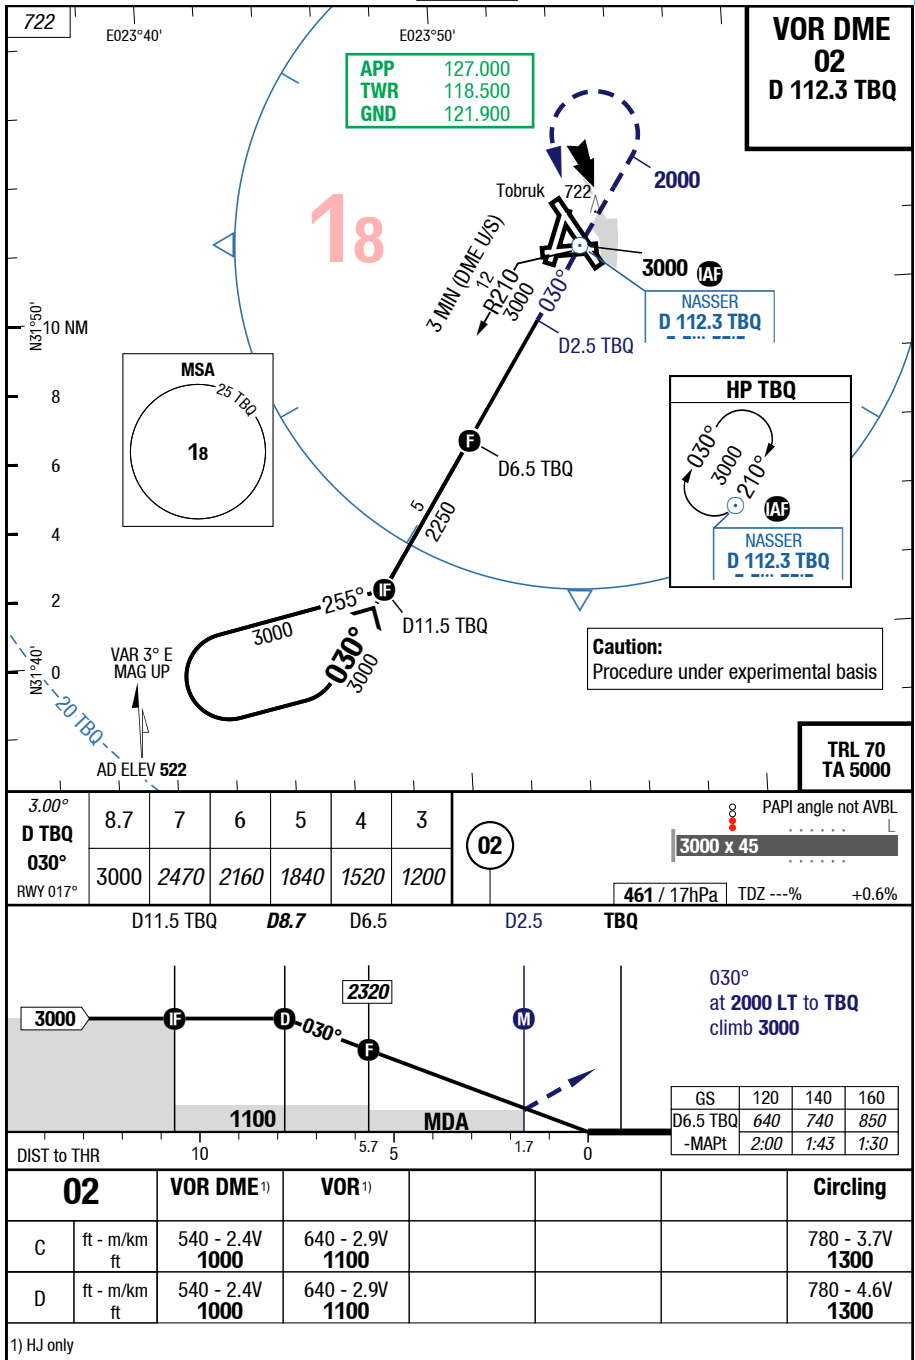 722
E023°40'
E023°50'
VOR DME
02
D 112.3 TBQ
APP 127.000
TWR 118.500
GND 121.900
18
2000
Tobruk 722
3 MIN (DME U/S)
12
R210
3000
030°
3000 IAF
NASSER
D 112.3 TBQ
D2.5 TBQ
N31°50'
10 NM
8
6
4
2
0
N31°40'
MSA
25 TBQ
18
HP TBQ
030°
3000
210°
IAF
NASSER
D 112.3 TBQ
F
D6.5 TBQ
5
2250
IF
D11.5 TBQ
255°
3000
030°
3000
Caution:
Procedure under experimental basis
VAR 3° E
MAG UP
20 TBQ
AD ELEV 522
TRL 70
TA 5000
3.00°
D TBQ
030°
RWY 017°
8.7 7 6 5 4 3
3000 2470 2160 1840 1520 1200
02
PAPI angle not AVBL
L
3000 x 45
461 / 17hPa TDZ ---% +0.6%
D11.5 TBQ D8.7 D6.5 D2.5 TBQ
2320
3000 IF D 030° F M
030°
at 2000 LT to TBQ
climb 3000
1100 MDA
GS 120 140 160
D6.5 TBQ 640 740 850
-MAPt 2:00 1:43 1:30
DIST to THR 10 5.7 5 1.7 0
02 VOR DME 1) VOR 1) Circling
C ft - m/km 540 - 2.4V 640 - 2.9V 780 - 3.7V
ft 1000 1100 1300
D ft - m/km 540 - 2.4V 640 - 2.9V 780 - 4.6V
ft 1000 1100 1300
1) HJ only